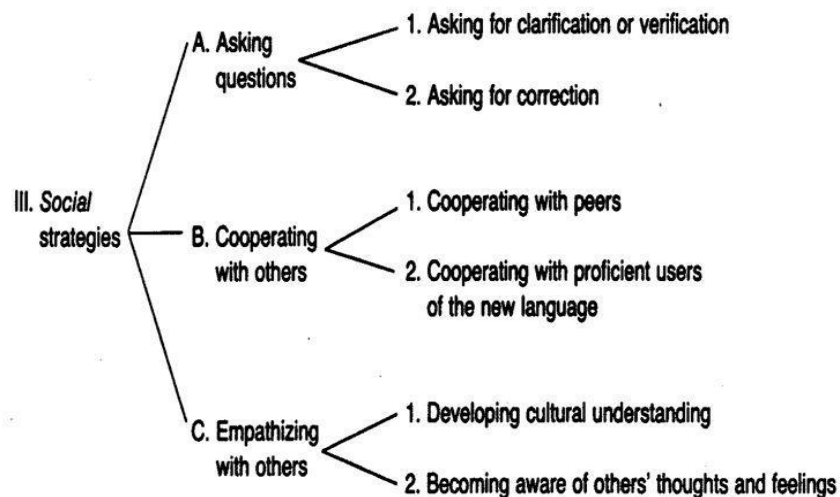 III. Social
strategies
A. Asking
questions
1. Asking for clarification or verification
2. Asking for correction
B. Cooperating
with others
1. Cooperating with peers
2. Cooperating with proficient users
of the new language
C. Empathizing
with others
1. Developing cultural understanding
2. Becoming aware of others' thoughts and feelings